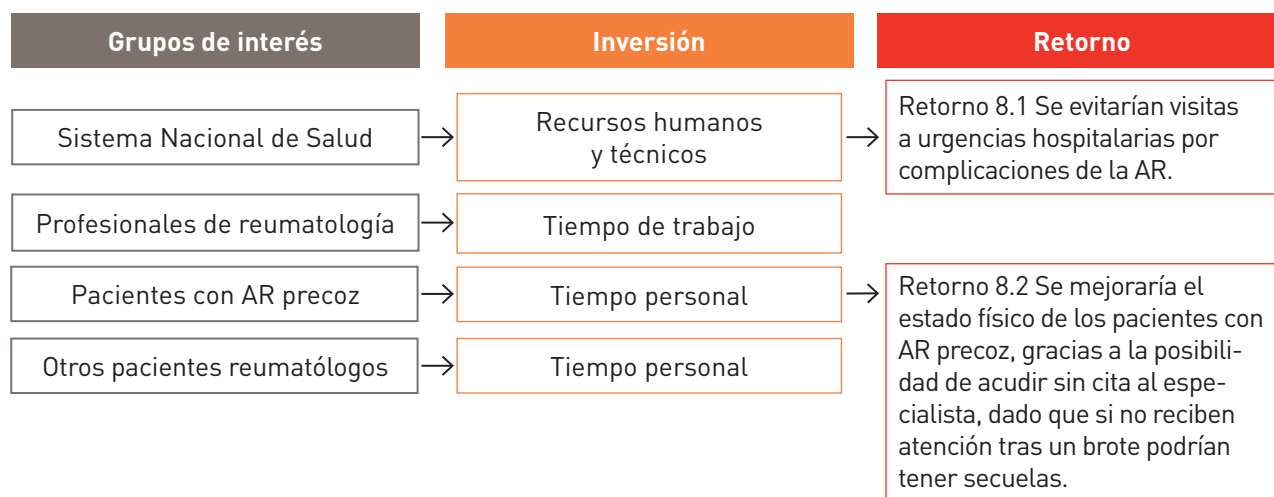 Grupos de interés
Inversión
Retorno
Sistema Nacional de Salud
Recursos humanos
y técnicos
Retorno 8.1 Se evitarían visitas
a urgencias hospitalarias por
complicaciones de la AR.
Profesionales de reumatología
Tiempo de trabajo
Pacientes con AR precoz
Tiempo personal
Retorno 8.2 Se mejoraría el
estado físico de los pacientes con
AR precoz, gracias a la posibili-
dad de acudir sin cita al espe-
cialista, dado que si no reciben
atención tras un brote podrían
tener secuelas.
Otros pacientes reumatólogos
Tiempo personal